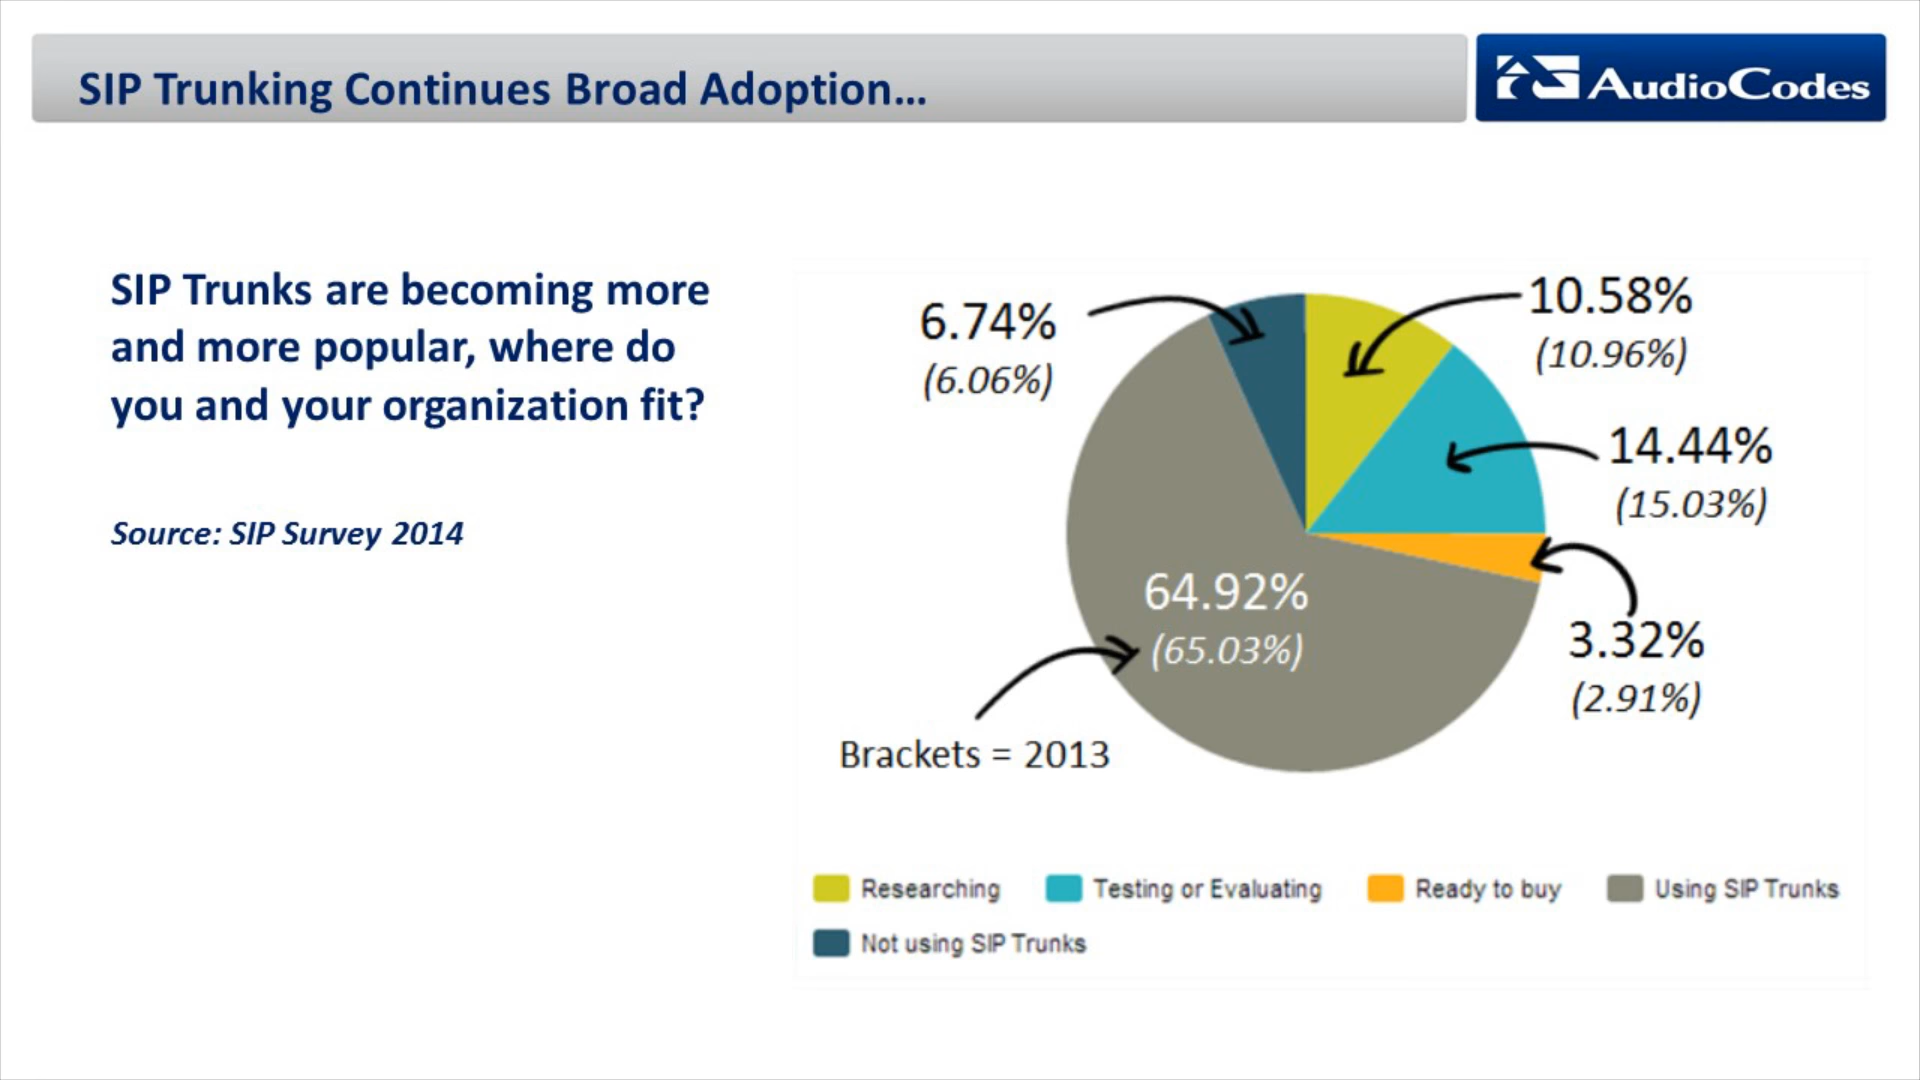 SIP Trunking Continues Broad Adoption...
AudioCodes
SIP Trunks are becoming more
and more popular, where do
you and your organization fit?
Source: SIP Survey 2014
6.74%
(6.06%)
10.58%
(10.96%)
14.44%
(15.03%)
64.92%
(65.03%)
3.32%
(2.91%)
Brackets = 2013
Researching
Testing or Evaluating
Ready to buy
Using SIP Trunks
Not using SIP Trunks